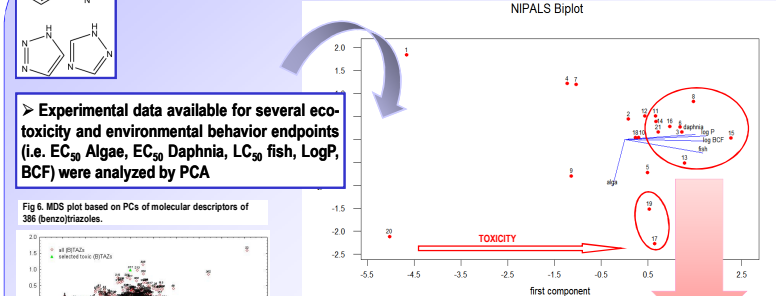 N
H
N
N
N
H
N
N
N
➤ Experimental data available for several eco-
toxicity and environmental behavior endpoints
(i.e. EC50 Algae, EC50 Daphnia, LC50 fish, LogP,
BCF) were analyzed by PCA
Fig 6. MDS plot based on PCs of molecular descriptors of
386 (benzo)triazoles.
2.0
1.5
1.0
0.5
all (B)TAZs
selected toxic (B)TAZs
NIPALS Biplot
2.0
1.5
-1.5
-2.0
-2.5
1
4 7
8
2
12 11
14 16
21
3
6
daphnia
1810
log P
15
log BCF
fish
13
9
5
alga
19
17
20
TOXICITY
-5.5 -4.5 -3.5 -2.5 -1.5 -0.5 0.5 1.5 2.5
first component